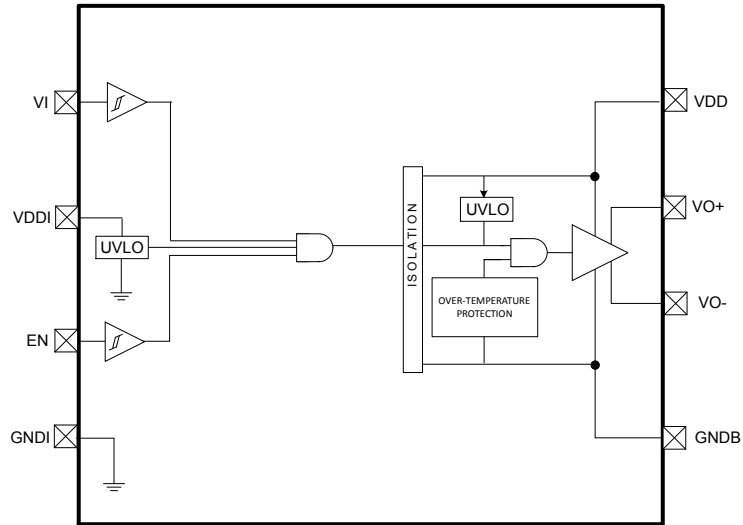 VI
VDDI
UVLO
EN
GNDI
ISOLATION
UVLO
OVER-TEMPERATURE
PROTECTION
VDD
VO+
VO-
GNDB